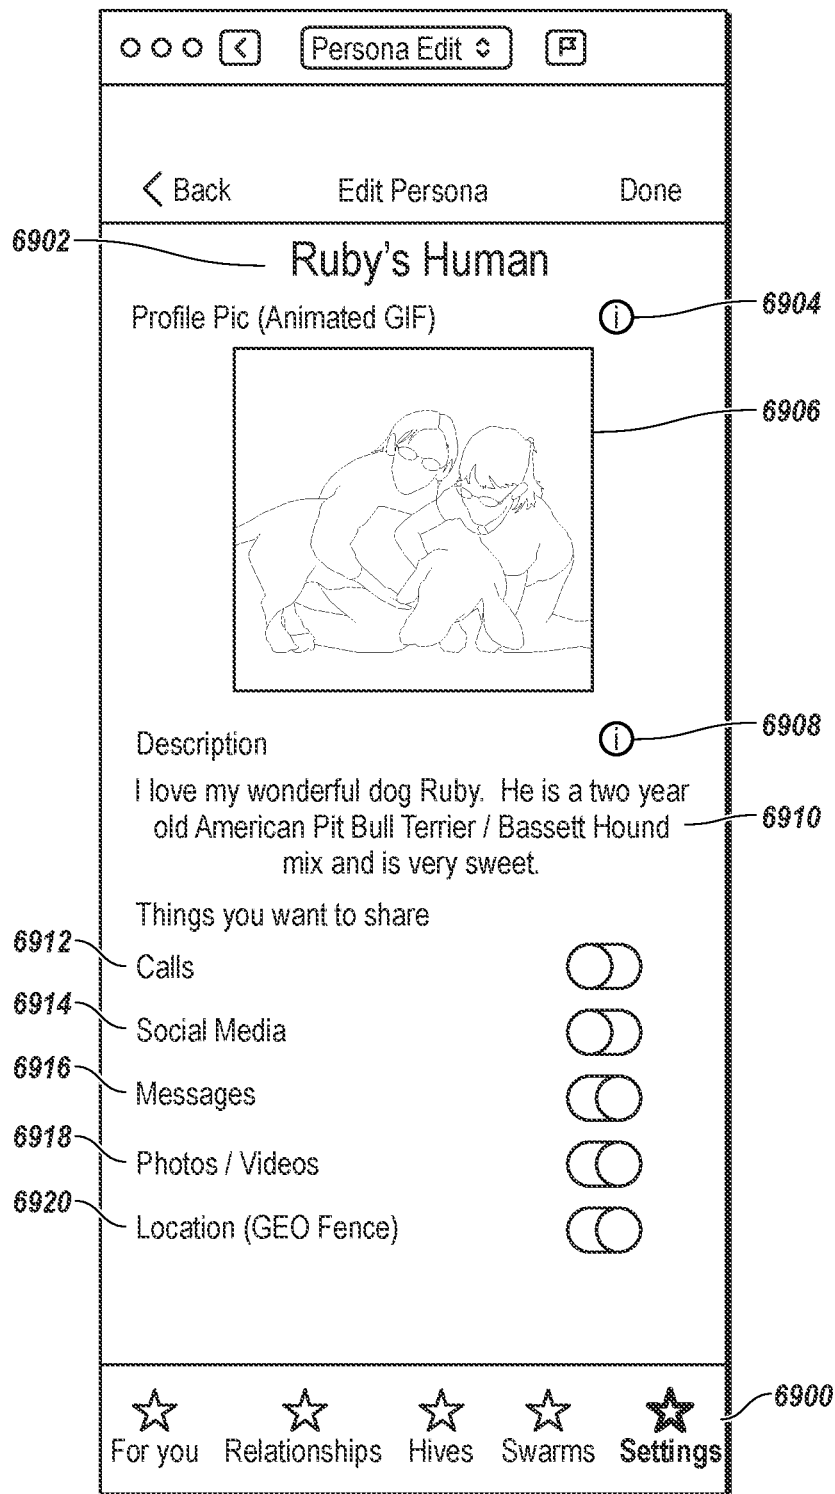 Persona Edit
Back Edit Persona Done
6902
Ruby's Human
Profile Pic (Animated GIF)
6904
6906
Description
6908
I love my wonderful dog Ruby. He is a two year
old American Pit Bull Terrier / Bassett Hound
mix and is very sweet.
6910
Things you want to share
6912
Calls
6914
Social Media
6916
Messages
6918
Photos / Videos
6920
Location (GEO Fence)
6900
For you Relationships Hives Swarms Settings